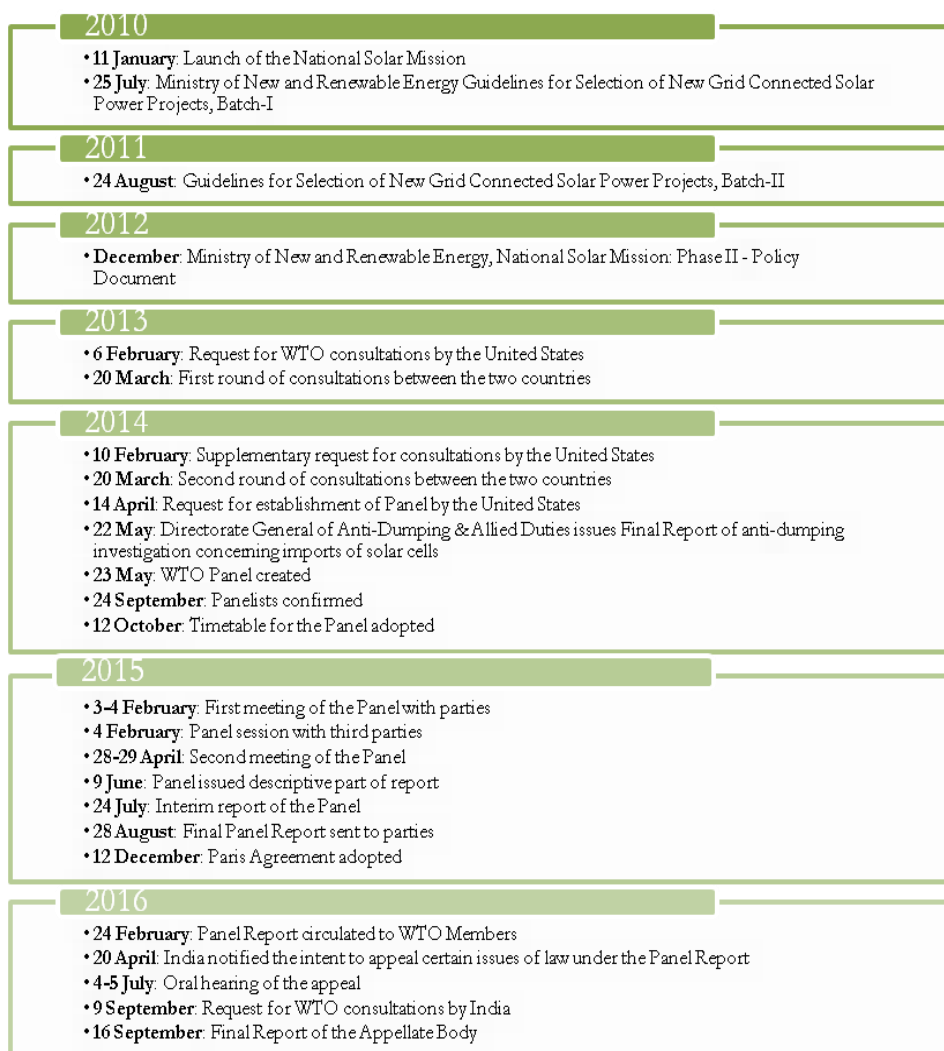 2010
•11 January: Launch of the National Solar Mission
•25 July: Ministry of New and Renewable Energy Guidelines for Selection of New Grid Connected Solar
Power Projects, Batch-I
2011
•24 August: Guidelines for Selection of New Grid Connected Solar Power Projects, Batch-II
2012
•December: Ministry of New and Renewable Energy, National Solar Mission: Phase II - Policy
Document
2013
•6 February: Request for WTO consultations by the United States
•20 March: First round of consultations between the two countries
2014
•10 February: Supplementary request for consultations by the United States
•20 March: Second round of consultations between the two countries
•14 April: Request for establishment of Panel by the United States
•22 May: Directorate General of Anti-Dumping & Allied Duties issues Final Report of anti-dumping
investigation concerning imports of solar cells
•23 May: WTO Panel created
•24 September: Panelists confirmed
•12 October: Timetable for the Panel adopted
2015
•3-4 February: First meeting of the Panel with parties
•4 February: Panel session with third parties
•28-29 April: Second meeting of the Panel
•9 June: Panel issued descriptive part of report
•24 July: Interim report of the Panel
•28 August: Final Panel Report sent to parties
•12 December: Paris Agreement adopted
2016
•24 February: Panel Report circulated to WTO Members
•20 April: India notified the intent to appeal certain issues of law under the Panel Report
•4-5 July: Oral hearing of the appeal
•9 September: Request for WTO consultations by India
•16 September: Final Report of the Appellate Body